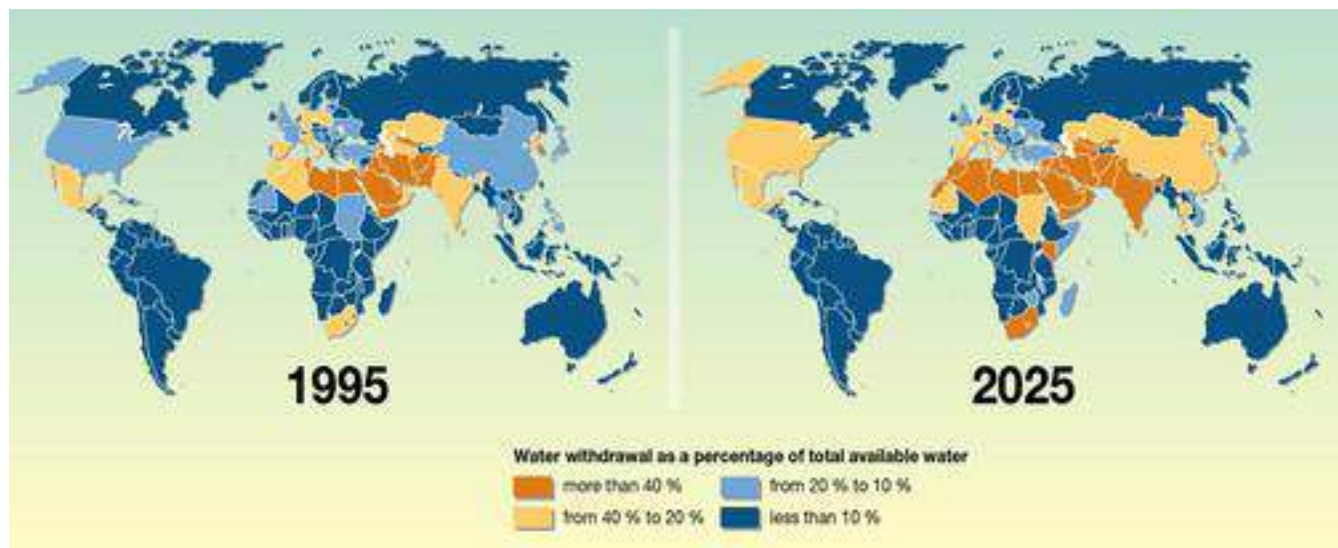 1995
2025
Water withdrawal as a percentage of total available water
more than 40 %
from 20 % to 10 %
from 40 % to 20 %
less than 10 %